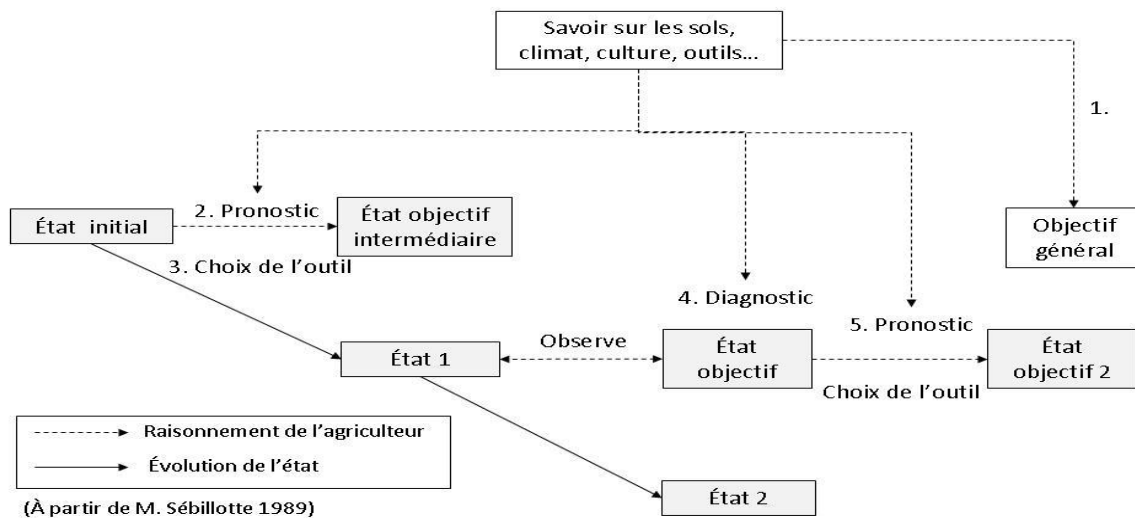 Savoir sur les sols,
climat, culture, outils...
1.
2. Pronostic
État initial
État objectif
intermédiaire
Objectif
général
3. Choix de l’outil
4. Diagnostic
5. Pronostic
Observe
État 1
État
objectif
État
objectif 2
Choix de l’outil
Raisonnement de l’agriculteur
Évolution de l’état
État 2
(À partir de M. Sébillotte 1989)